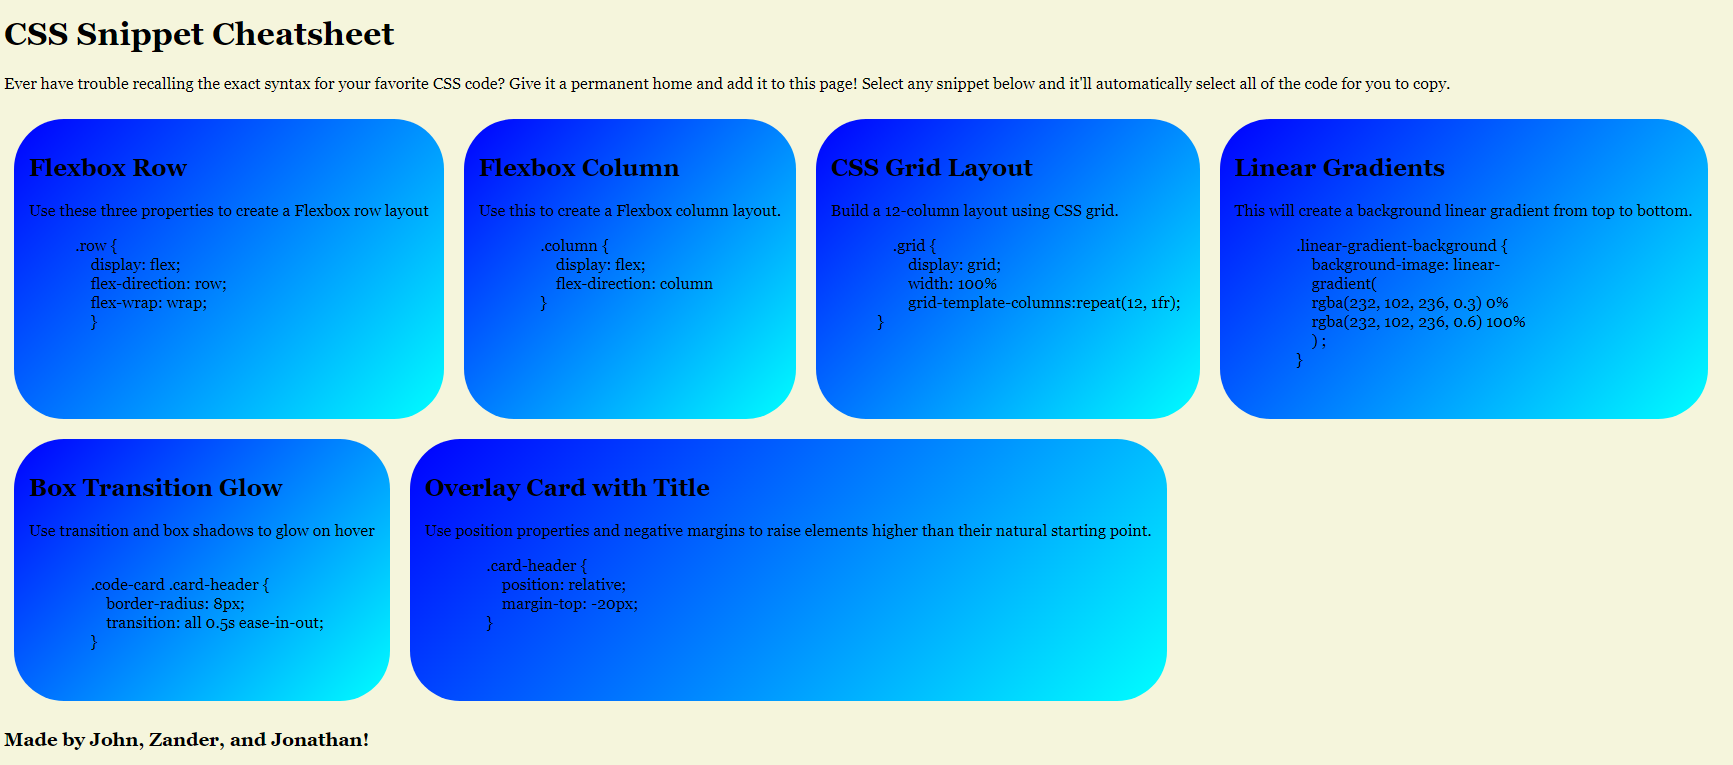 CSS Snippet Cheatsheet
Ever have trouble recalling the exact syntax for your favorite CSS code? Give it a permanent home and add it to this page! Select any snippet below and it'll automatically select all of the code for you to copy.
Flexbox Row
Use these three properties to create a Flexbox row layout
.row {
display: flex;
flex-direction: row;
flex-wrap: wrap;
}
Flexbox Column
Use this to create a Flexbox column layout.
.column {
display: flex;
flex-direction: column
}
CSS Grid Layout
Build a 12-column layout using CSS grid.
.grid {
display: grid;
width: 100%
grid-template-columns:repeat(12, 1fr);
}
Linear Gradients
This will create a background linear gradient from top to bottom.
.linear-gradient-background {
background-image: linear-
gradient(
rgba(232, 102, 236, 0.3) 0%
rgba(232, 102, 236, 0.6) 100%
) ;
}
Box Transition Glow
Use transition and box shadows to glow on hover
.code-card .card-header {
border-radius: 8px;
transition: all 0.5s ease-in-out;
}
Overlay Card with Title
Use position properties and negative margins to raise elements higher than their natural starting point.
.card-header {
position: relative;
margin-top: -20px;
}
Made by John, Zander, and Jonathan!